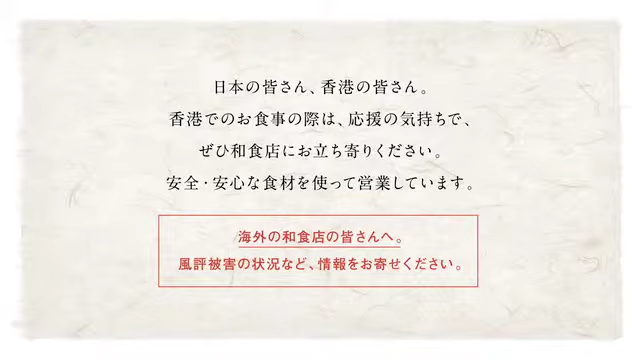 日本の皆さん、香港の皆さん。
香港でのお食事の際は、応援の気持ちで、
ぜひ和食店にお立ち寄りください。
安全・安心な食材を使って営業しています。
海外の和食店の皆さんへ。
風評被害の状況など、情報をお寄せください。